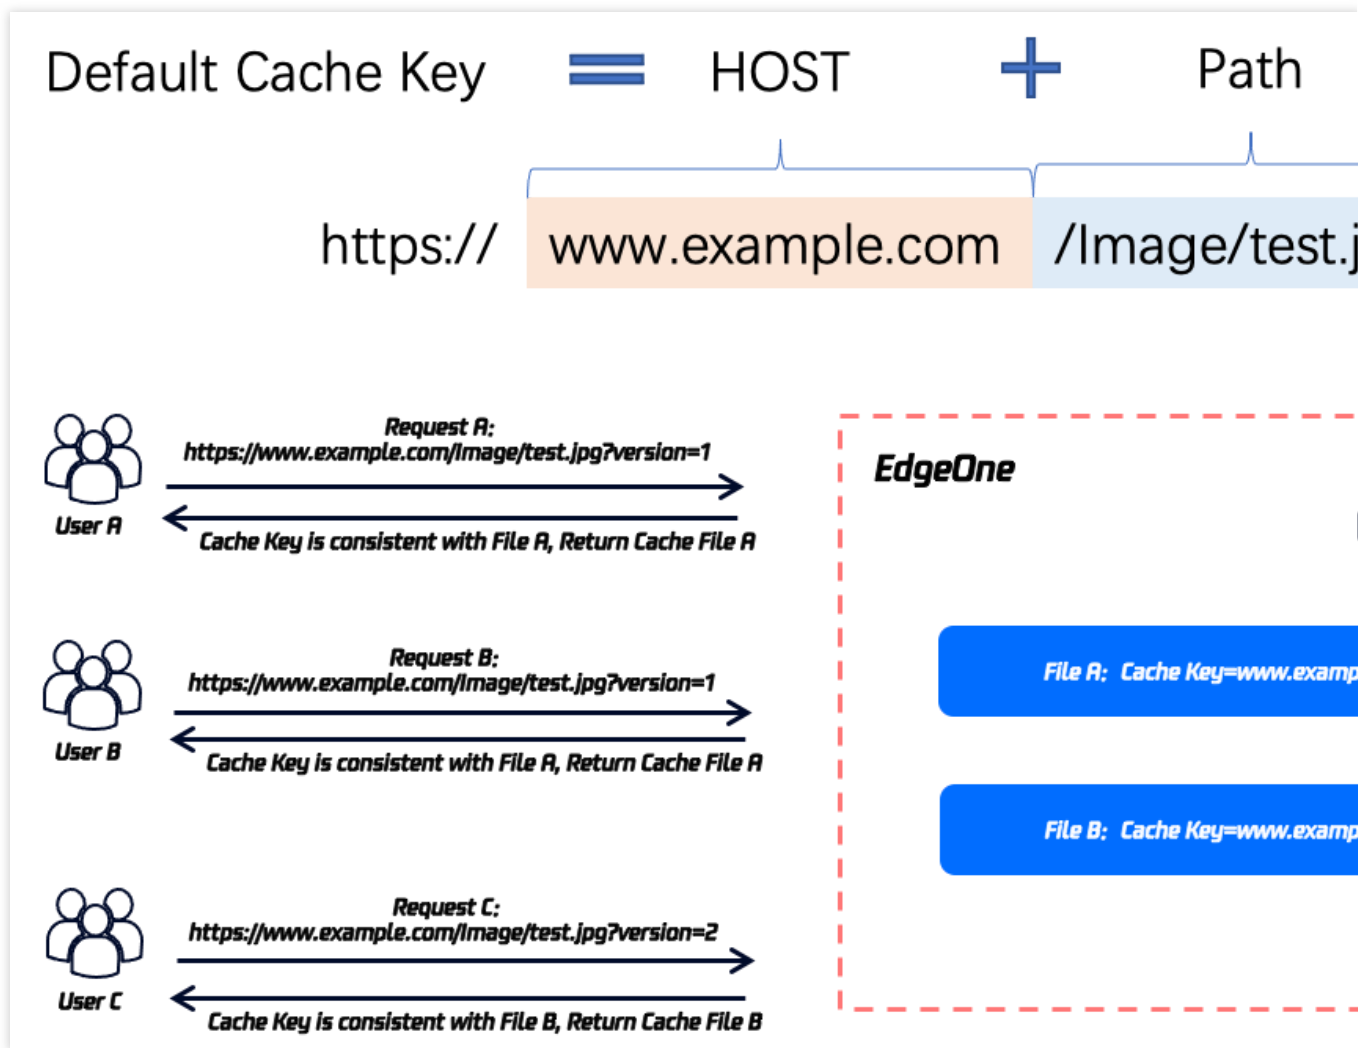 Default Cache Key = HOST + Path
https:// www.example.com /Image/test.j
Request A:
https://www.example.com/Image/test.jpg?version=1
User A
Cache Key is consistent with File A, Return Cache File A
EdgeOne
Request B:
https://www.example.com/Image/test.jpg?version=1
User B
Cache Key is consistent with File A, Return Cache File A
File A: Cache Key=www.examp
File B: Cache Key=www.examp
Request C:
https://www.example.com/Image/test.jpg?version=2
User C
Cache Key is consistent with File B, Return Cache File B